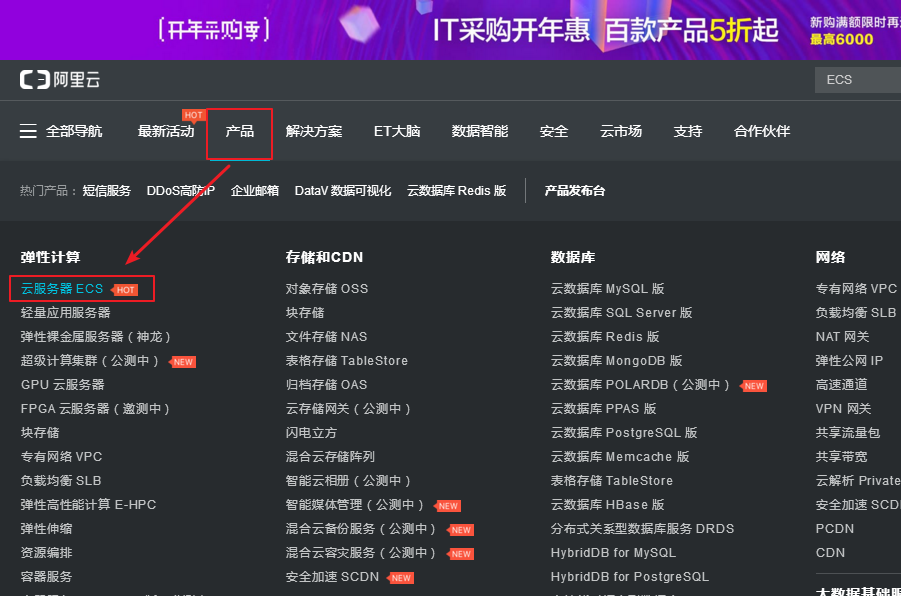 [开年采购季]
IT采购开年惠 百款产品5折起
新购满额限时再
最高6000
阿里云
ECS
全部导航 最新活动 HOT 产品 解决方案 ET大脑 数据智能 安全 云市场 支持 合作伙伴
热门产品： 短信服务 DDoS高防IP 企业邮箱 DataV 数据可视化 云数据库 Redis 版 产品发布台
弹性计算
云服务器 ECS HOT
轻量应用服务器
弹性裸金属服务器（神龙）
超级计算集群（公测中） NEW
GPU 云服务器
FPGA 云服务器（邀测中）
块存储
专有网络 VPC
负载均衡 SLB
弹性高性能计算 E-HPC
弹性伸缩
资源编排
容器服务
存储和CDN
对象存储 OSS
块存储
文件存储 NAS
表格存储 TableStore
归档存储 OAS
云存储网关（公测中）
闪电立方
混合云存储阵列
智能云相册（公测中）
智能媒体管理（公测中） NEW
混合云备份服务（公测中） NEW
混合云容灾服务（公测中） NEW
安全加速 SCDN NEW
数据库
云数据库 MySQL 版
云数据库 SQL Server 版
云数据库 Redis 版
云数据库 MongoDB 版
云数据库 POLARDB（公测中） NEW
云数据库 PPAS 版
云数据库 PostgreSQL 版
云数据库 Memcache 版
表格存储 TableStore
云数据库 HBase 版
分布式关系型数据库服务 DRDS
HybridDB for MySQL
HybridDB for PostgreSQL
网络
专有网络 VPC
负载均衡 SLB
NAT 网关
弹性公网 IP
高速通道
VPN 网关
共享流量包
共享带宽
云解析 Private
安全加速 SCD
PCDN
CDN
大数据基础服